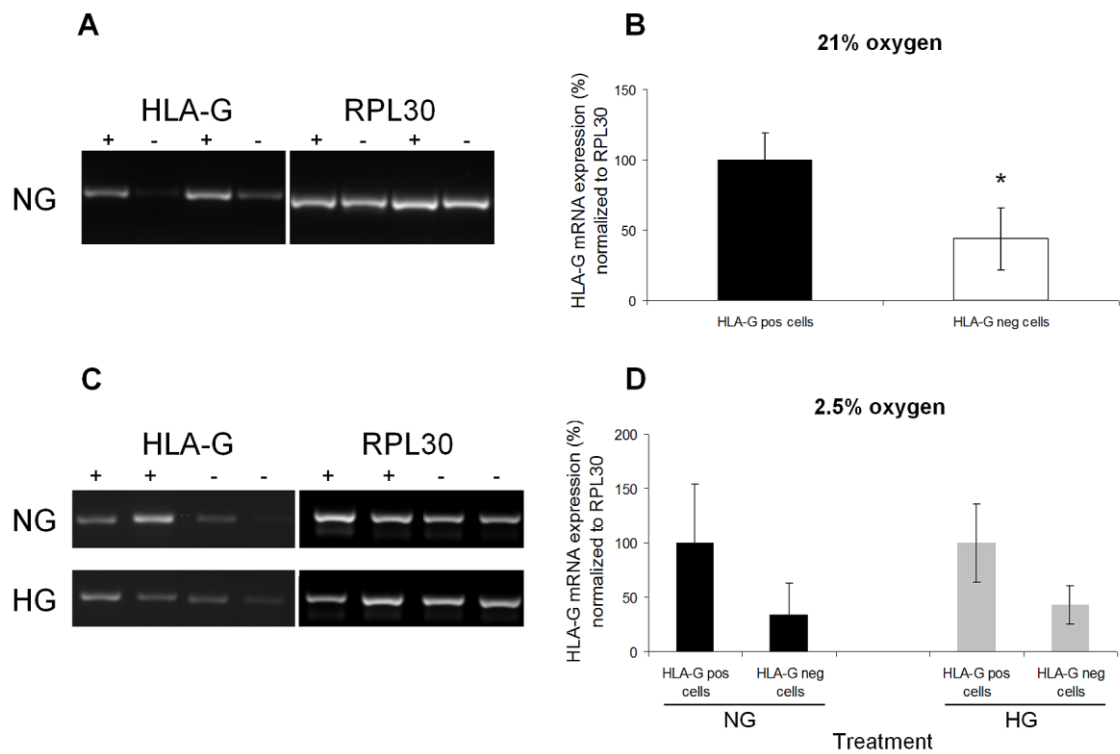 A
HLA-G RPL30
+ - + - + - + -
NG
B
21% oxygen
HLA-G mRNA expression (%)
normalized to RPL30
150
100
50
0
*
HLA-G pos cells HLA-G neg cells
C
HLA-G RPL30
+ + - - + + - -
NG
HG
D
2.5% oxygen
HLA-G mRNA expression (%)
normalized to RPL30
200
150
100
50
0
HLA-G pos HLA-G neg HLA-G pos HLA-G neg
cells cells cells cells
NG HG
Treatment